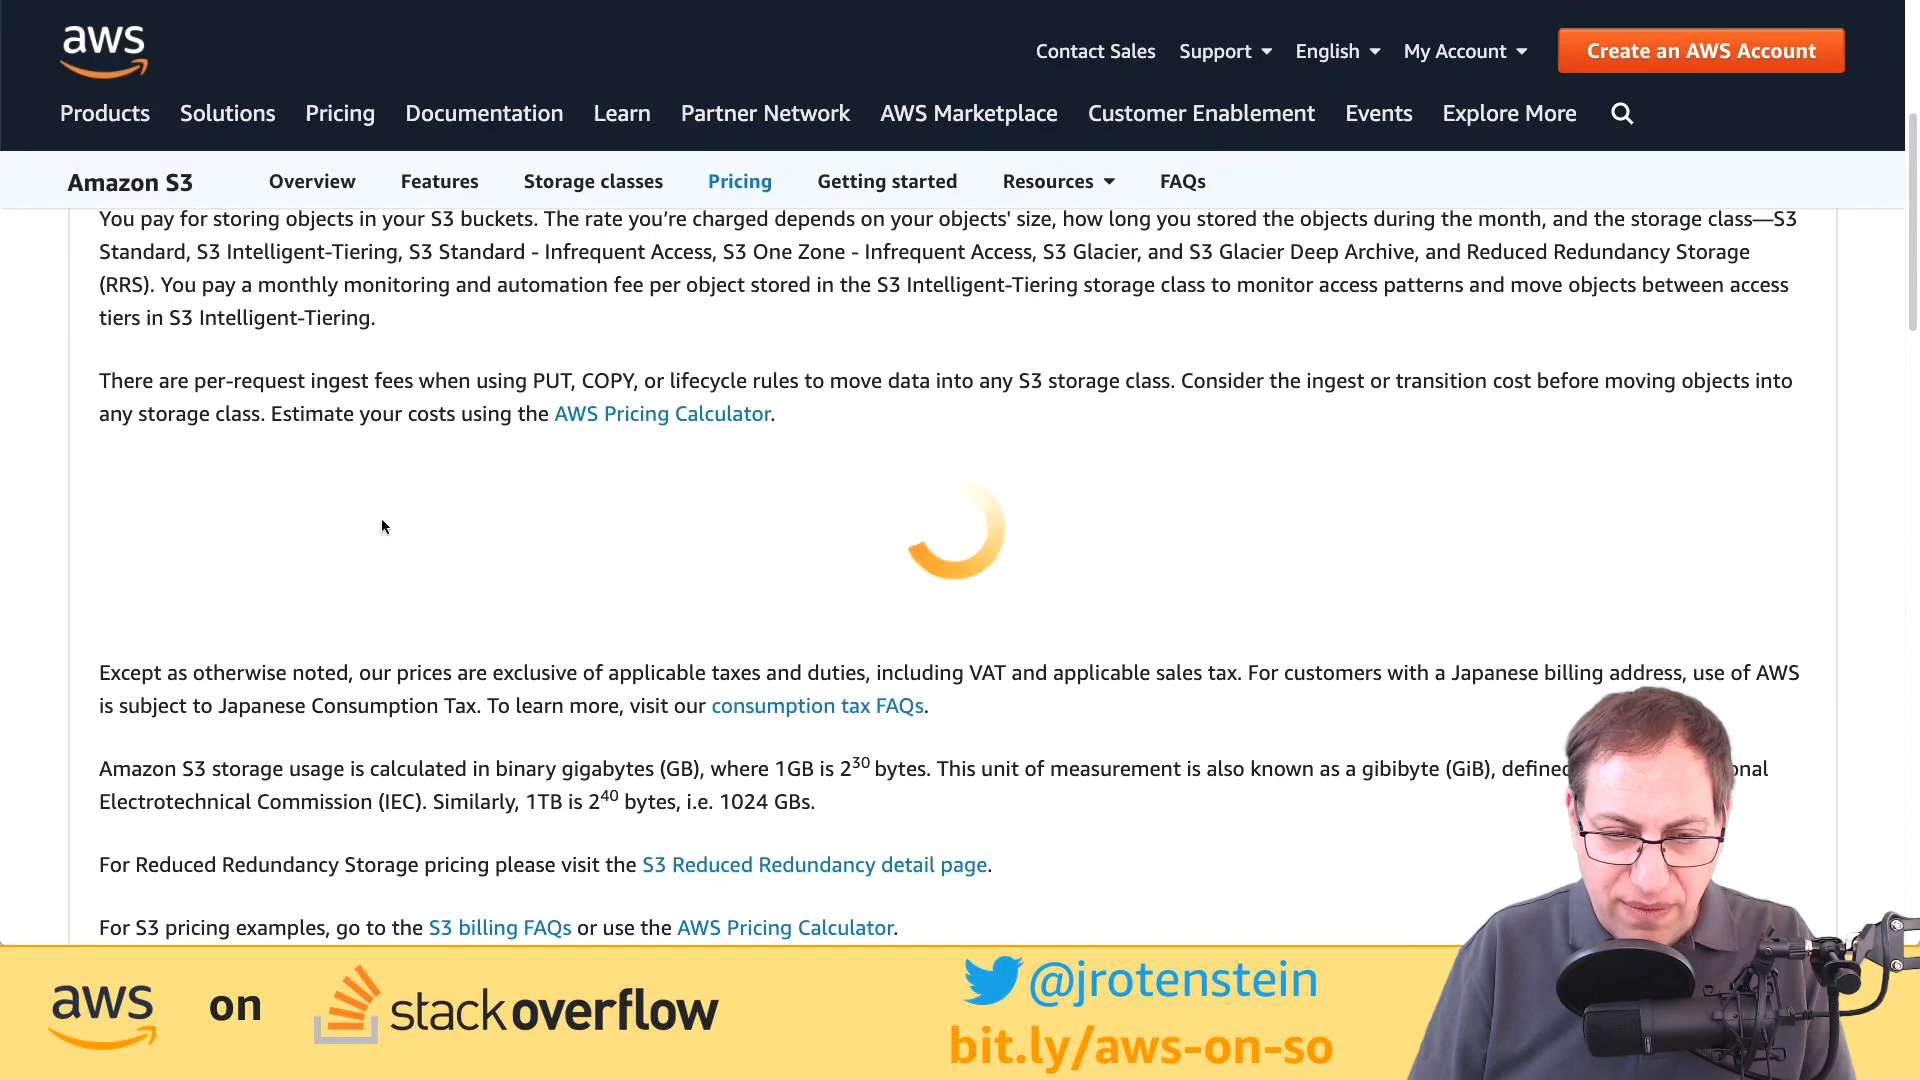 aws
Contact Sales Support English My Account Create an AWS Account
Products Solutions Pricing Documentation Learn Partner Network AWS Marketplace Customer Enablement Events Explore More
Amazon S3 Overview Features Storage classes Pricing Getting started Resources FAQs
You pay for storing objects in your S3 buckets. The rate you’re charged depends on your objects' size, how long you stored the objects during the month, and the storage class—S3
Standard, S3 Intelligent-Tiering, S3 Standard - Infrequent Access, S3 One Zone - Infrequent Access, S3 Glacier, and S3 Glacier Deep Archive, and Reduced Redundancy Storage
(RRS). You pay a monthly monitoring and automation fee per object stored in the S3 Intelligent-Tiering storage class to monitor access patterns and move objects between access
tiers in S3 Intelligent-Tiering.
There are per-request ingest fees when using PUT, COPY, or lifecycle rules to move data into any S3 storage class. Consider the ingest or transition cost before moving objects into
any storage class. Estimate your costs using the AWS Pricing Calculator.
Except as otherwise noted, our prices are exclusive of applicable taxes and duties, including VAT and applicable sales tax. For customers with a Japanese billing address, use of AWS
is subject to Japanese Consumption Tax. To learn more, visit our consumption tax FAQs.
Amazon S3 storage usage is calculated in binary gigabytes (GB), where 1GB is 2³⁰ bytes. This unit of measurement is also known as a gibibyte (GiB), define onal
Electrotechnical Commission (IEC). Similarly, 1TB is 2⁴⁰ bytes, i.e. 1024 GBs.
For Reduced Redundancy Storage pricing please visit the S3 Reduced Redundancy detail page.
For S3 pricing examples, go to the S3 billing FAQs or use the AWS Pricing Calculator.
aws on stackoverflow
@jrotenstein
bit.ly/aws-on-so